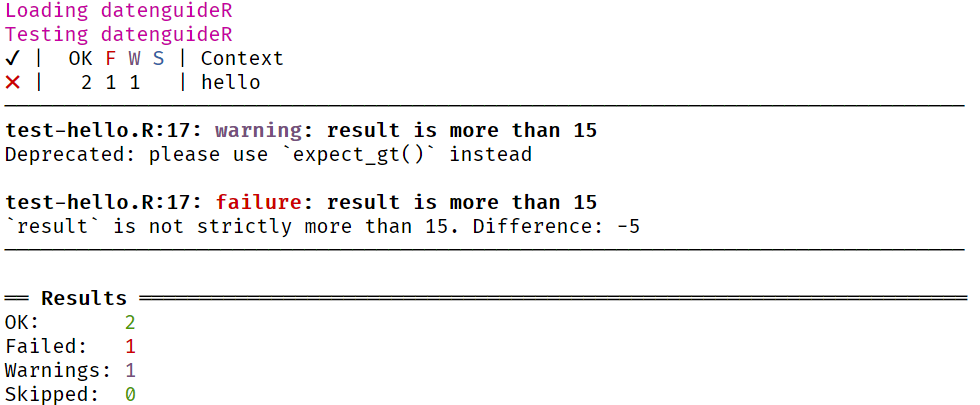 Loading datenguideR
Testing datenguideR
✔ |  OK F W S | Context
✖ |   2 1 1   | hello
test-hello.R:17: warning: result is more than 15
Deprecated: please use `expect_gt()` instead
test-hello.R:17: failure: result is more than 15
`result` is not strictly more than 15. Difference: -5
══ Results ═════════════════════════════════════════════════════════════════════
OK:       2
Failed:   1
Warnings: 1
Skipped:  0